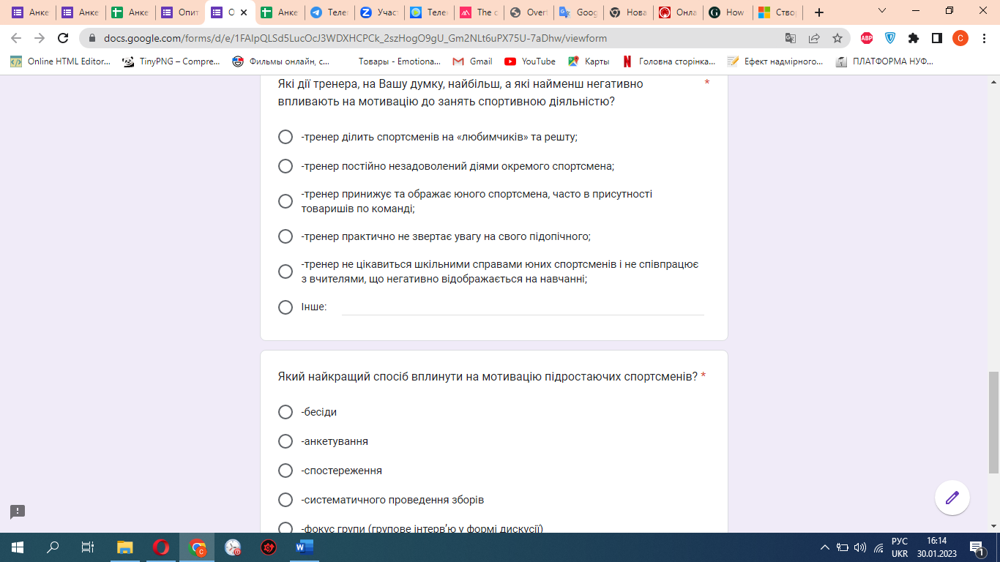 Анке
Анке
Анке
Опит
О
Анке
Теле
Учас
Теле
The c
Overl
Goog
Нова
Онла
How
Ство
docs.google.com/forms/d/e/1FAIpQLSd5LucOcJ3WDXHCPCk_2szHogO9gU_Gm2NLt6uPX75U-7aDhw/viewform
ABP
С
Online HTML Editor...
TinyPNG – Compre...
Фильмы онлайн, с...
Товары - Emotiona...
Gmail
YouTube
Карты
Головна сторінка...
Ефект надмірного...
ПЛАТФОРМА НУФ...
Які дії тренера, на Вашу думку, найбільш, а які найменш негативно *
впливають на мотивацію до занять спортивною діяльністю?
-тренер ділить спортсменів на «любимчиків» та решту;
-тренер постійно незадоволений діями окремого спортсмена;
-тренер принижує та ображає юного спортсмена, часто в присутності
товаришів по команді;
-тренер практично не звертає увагу на свого підопічного;
-тренер не цікавиться шкільними справами юних спортсменів і не співпрацює
з вчителями, що негативно відображається на навчанні;
Інше:
Який найкращий спосіб вплинути на мотивацію підростаючих спортсменів? *
-бесіди
-анкетування
-спостереження
-систематичного проведення зборів
-фокус групи (групове інтерв’ю у формі дискусії)
РУС
UKR
16:14
30.01.2023
1